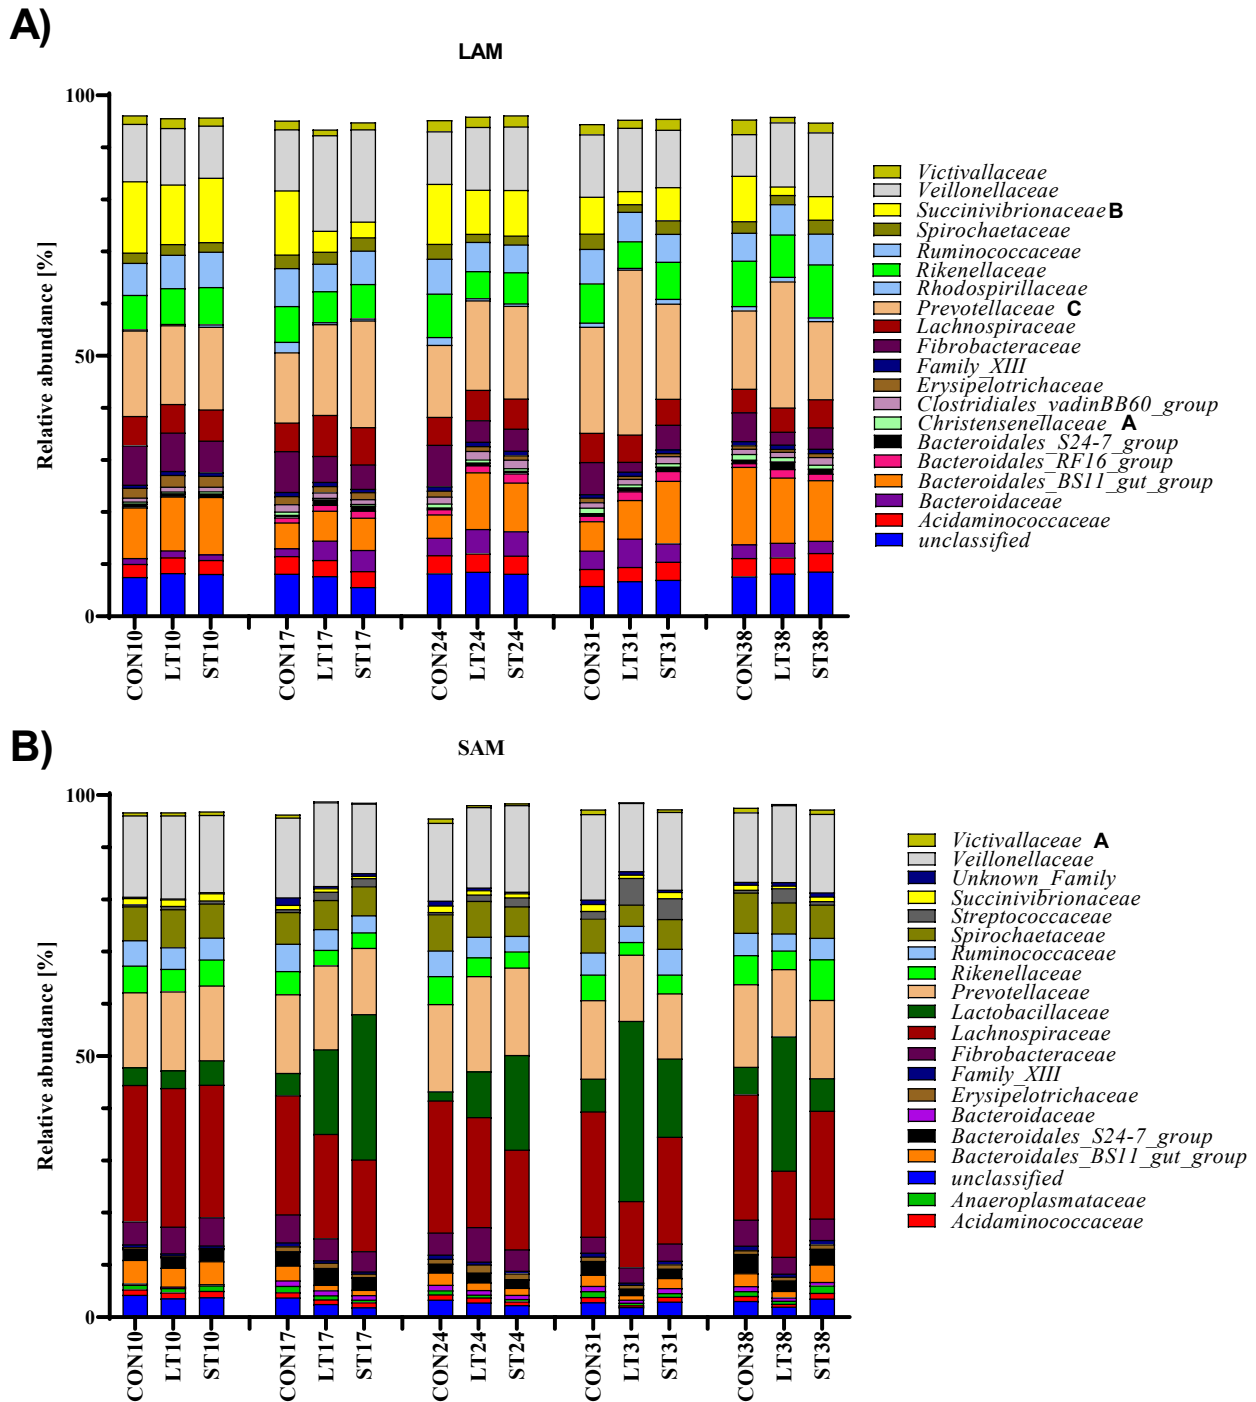 A)
LAM
100
50
0
Relative abundance [%]
CON10
LT10
ST10
CON17
LT17
ST17
CON24
LT24
ST24
CON31
LT31
ST31
CON38
LT38
ST38
Victivallaceae
Veillonellaceae
Succinivibrionaceae B
Spirochaetaceae
Ruminococcaceae
Rikenellaceae
Rhodospirillaceae
Prevotellaceae C
Lachnospiraceae
Fibrobacteraceae
Family_XIII
Erysipelotrichaceae
Clostridiales_vadinBB60_group
Christensenellaceae A
Bacteroidales_S24-7_group
Bacteroidales_RF16_group
Bacteroidales_BS11_gut_group
Bacteroidaceae
Acidaminococcaceae
unclassified
B)
SAM
100
50
0
Relative abundance [%]
CON10
LT10
ST10
CON17
LT17
ST17
CON24
LT24
ST24
CON31
LT31
ST31
CON38
LT38
ST38
Victivallaceae A
Veillonellaceae
Unknown_Family
Succinivibrionaceae
Streptococcaceae
Spirochaetaceae
Ruminococcaceae
Rikenellaceae
Prevotellaceae
Lactobacillaceae
Lachnospiraceae
Fibrobacteraceae
Family_XIII
Erysipelotrichaceae
Bacteroidaceae
Bacteroidales_S24-7_group
Bacteroidales_BS11_gut_group
unclassified
Anaeroplasmataceae
Acidaminococcaceae